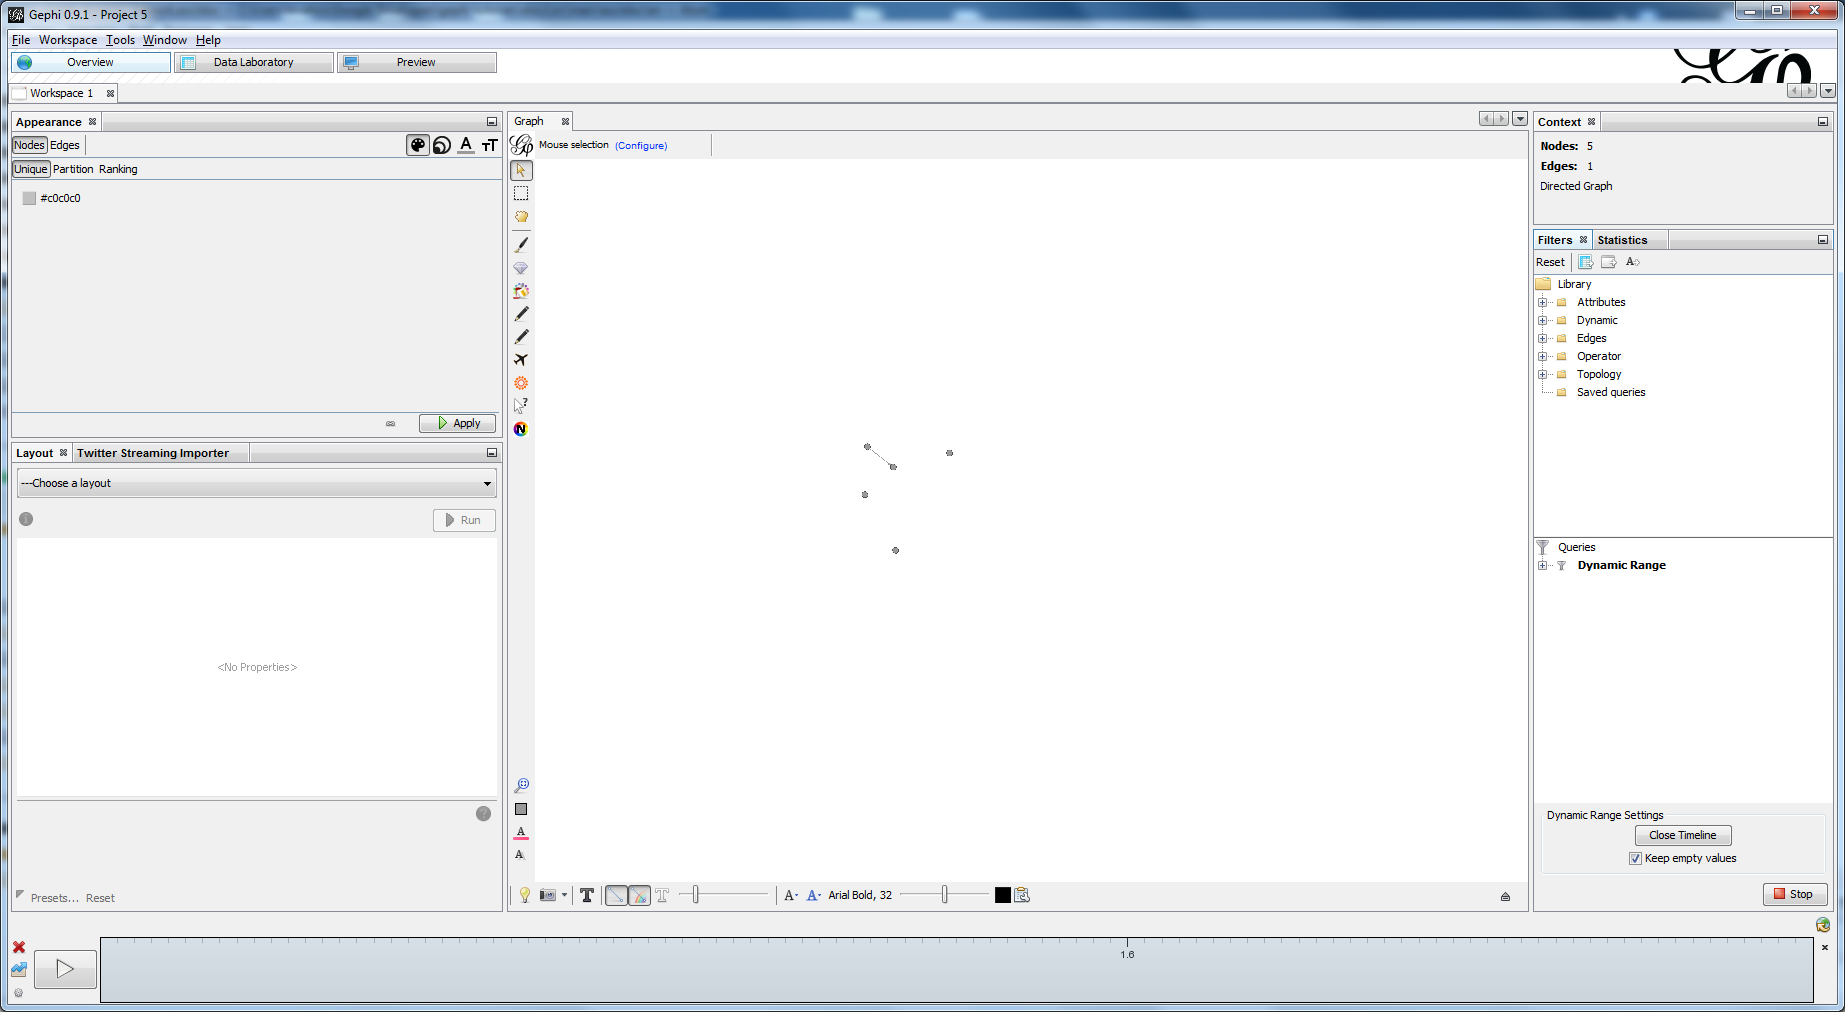 Gephi 0.9.1 - Project 5
File Workspace Tools Window Help
Overview Data Laboratory Preview
Workspace 1
Appearance
Nodes Edges
Unique Partition Ranking
#c0c0c0
Apply
Layout Twitter Streaming Importer
---Choose a layout
Run
<No Properties>
Presets... Reset
Graph
Mouse selection (Configure)
Arial Bold, 32
Context
Nodes: 5
Edges: 1
Directed Graph
Filters Statistics
Reset
Library
Attributes
Dynamic
Edges
Operator
Topology
Saved queries
Queries
Dynamic Range
Dynamic Range Settings
Close Timeline
Keep empty values
Stop
1.6